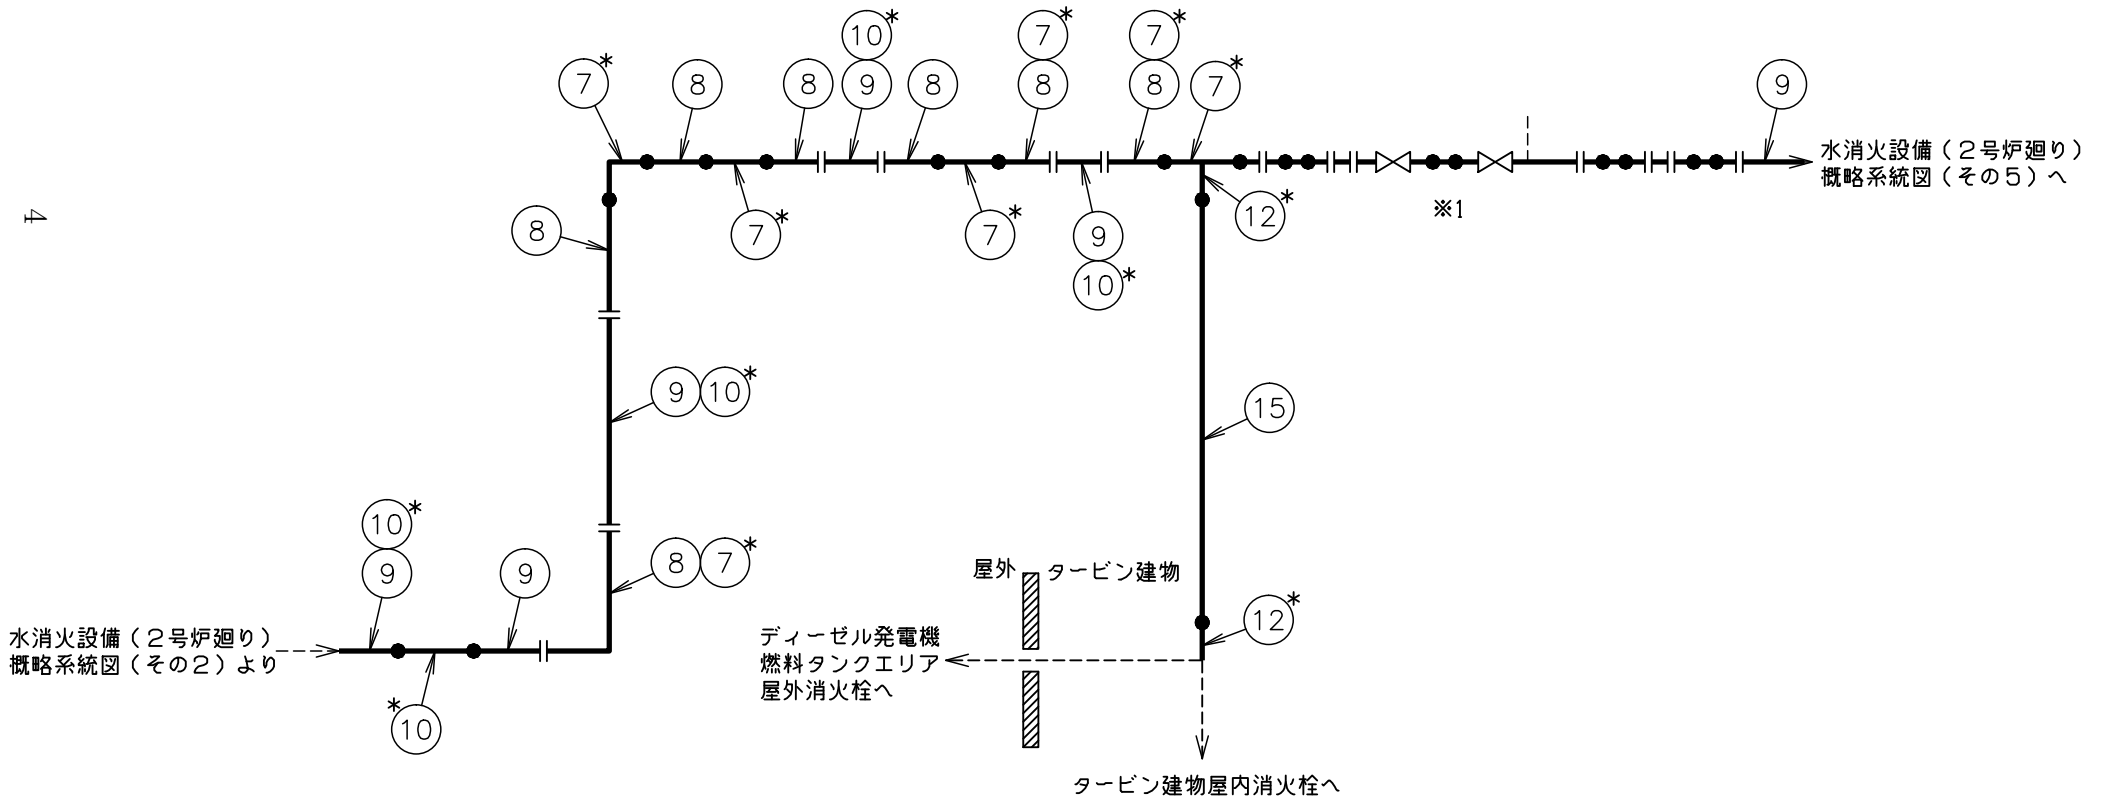 10*
7*
7*
7*
8
8
9
8
8
8
7*
9
水消火設備（２号炉廻り）
概略系統図（その５）へ
4
8
7*
7*
9
10*
12*
※1
9 10*
15
10*
9
9
8 7*
屋外
タービン建物
12*
水消火設備（２号炉廻り）
概略系統図（その２）より
ディーゼル発電機
燃料タンクエリア
屋外消火栓へ
*10
タービン建物屋内消火栓へ